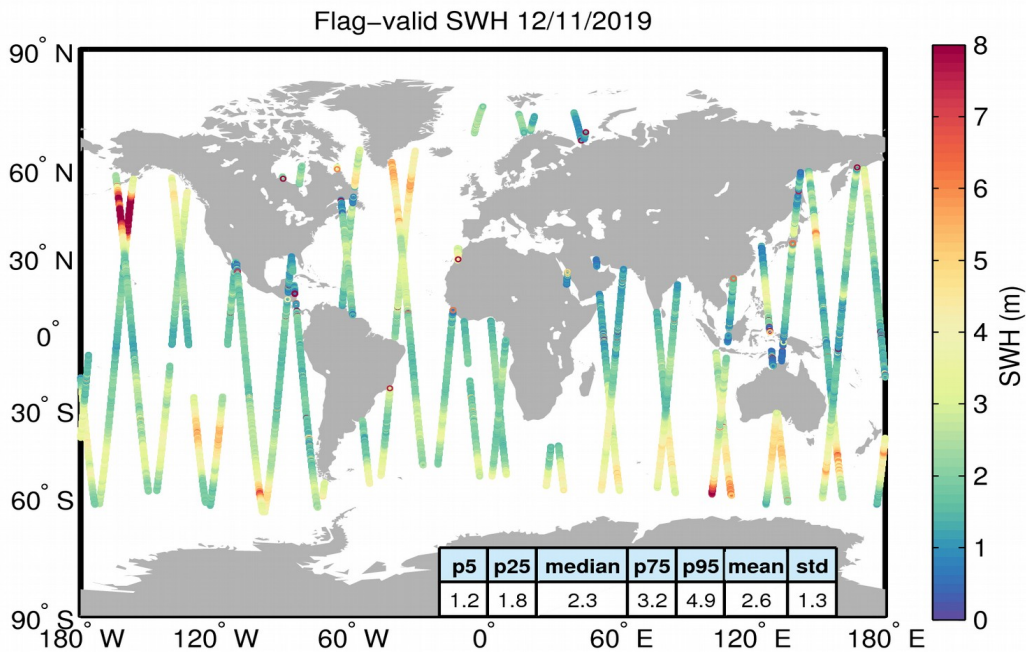 Flag−valid SWH 12/11/2019
90° N
60° N
30° N
0°
30° S
60° S
90° S
180° W
120° W
60° W
0°
60° E
120° E
180° E
8
7
6
5
4
3
2
1
0
SWH (m)
p5 p25 median p75 p95 mean std
1.2 1.8 2.3 3.2 4.9 2.6 1.3